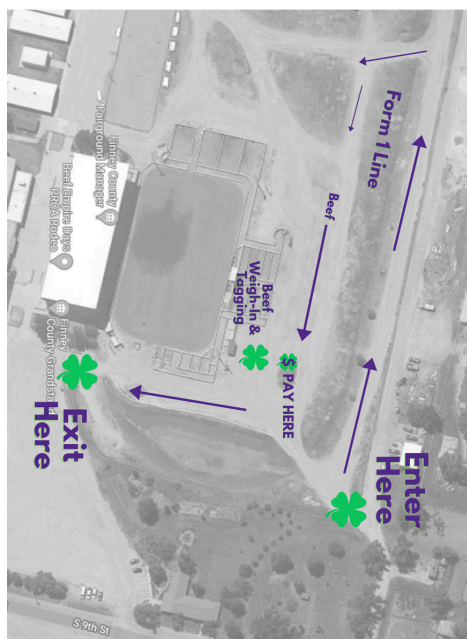 Form 1 Line
Beef
Finney County
Fairground Manager
Beef Empire Days
PRCA Rodeo
Beef
Weigh-In &
Tagging
$ PAY HERE
Finney
County Grandstand
Enter
Here
Exit
Here
S 9th St